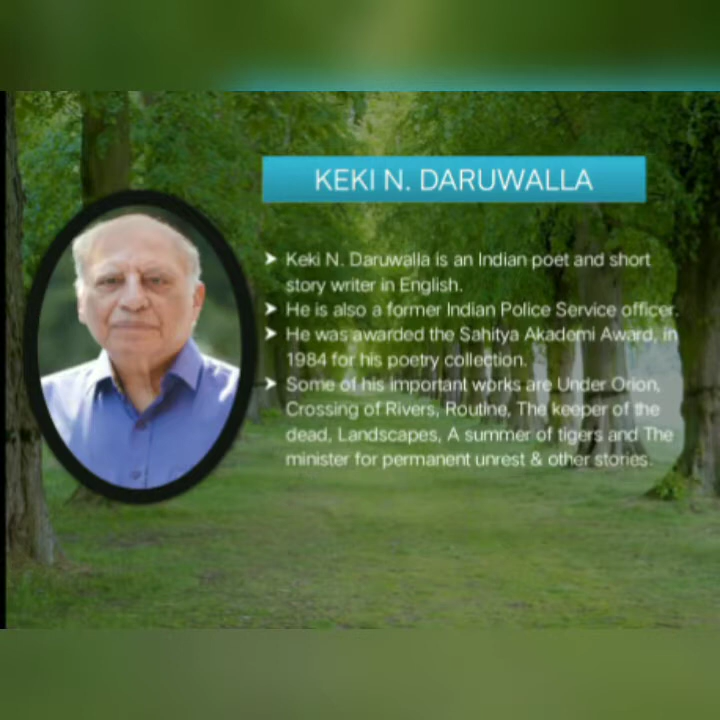 KEKI N. DARUWALLA
➤ Keki N. Daruwalla is an Indian poet and short
story writer in English.
➤ He is also a former Indian Police Service officer.
➤ He was awarded the Sahitya Akademi Award, in
1984 for his poetry collection.
➤ Some of his important works are Under Orion,
Crossing of Rivers, Routine, The keeper of the
dead, Landscapes, A summer of tigers and The
minister for permanent unrest & other stories.